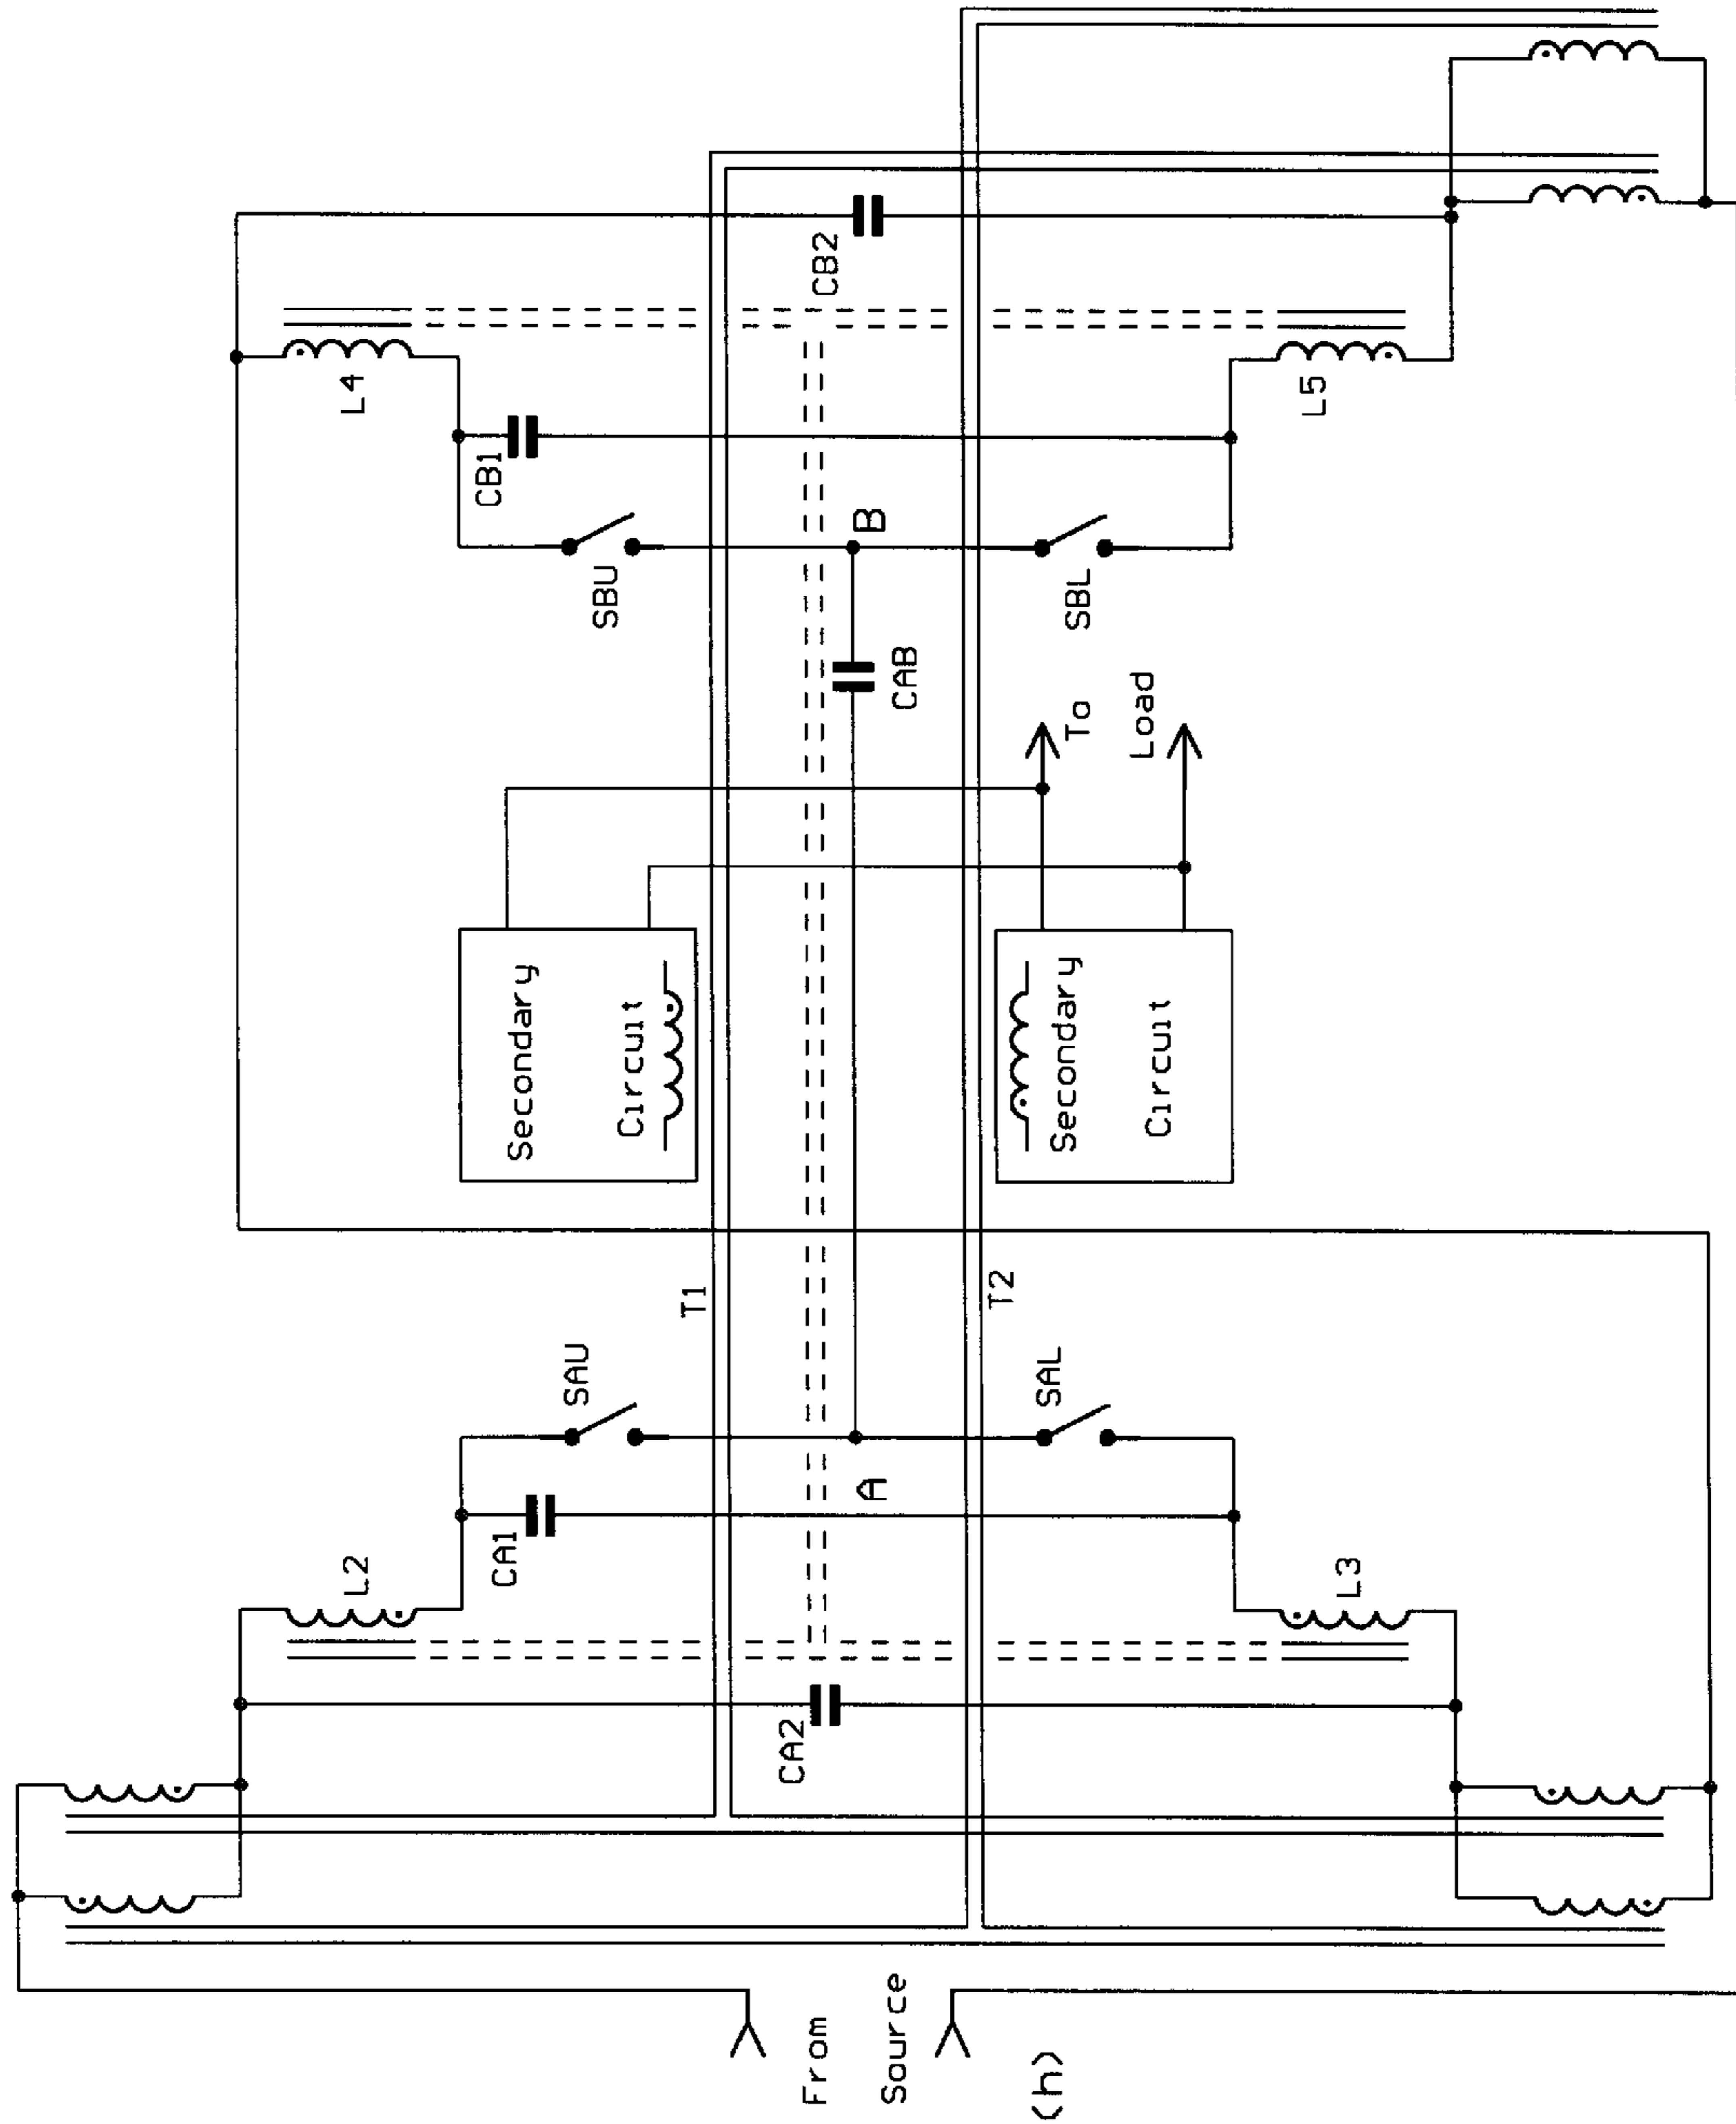 CB2
L4
CB1
L5
SBU
B
SBL
CAB
To
Load
Secondary
Circuit
Secondary
Circuit
T1
T2
SAU
SAL
A
CA1
L2
L3
CA2
From
Source
(h)